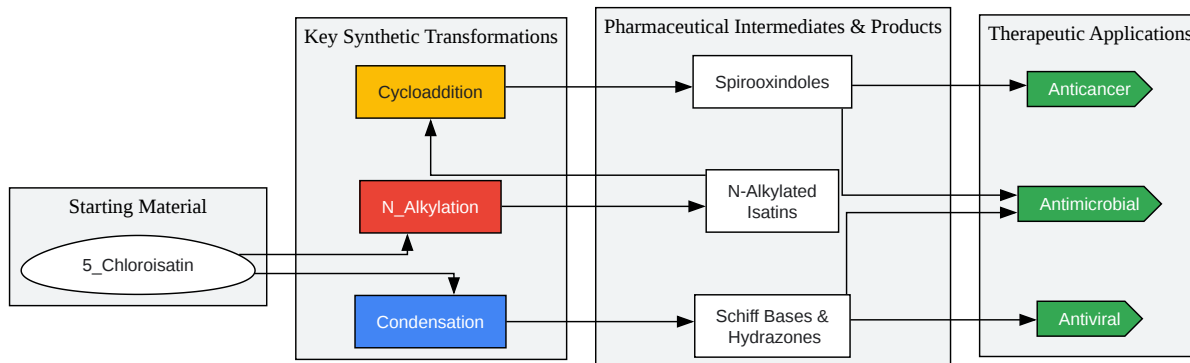 Starting Material
5_Chloroisatin
Key Synthetic Transformations
Cycloaddition
N_Alkylation
Condensation
Pharmaceutical Intermediates & Products
Spirooxindoles
N-Alkylated
Isatins
Schiff Bases &
Hydrazones
Therapeutic Applications
Anticancer
Antimicrobial
Antiviral